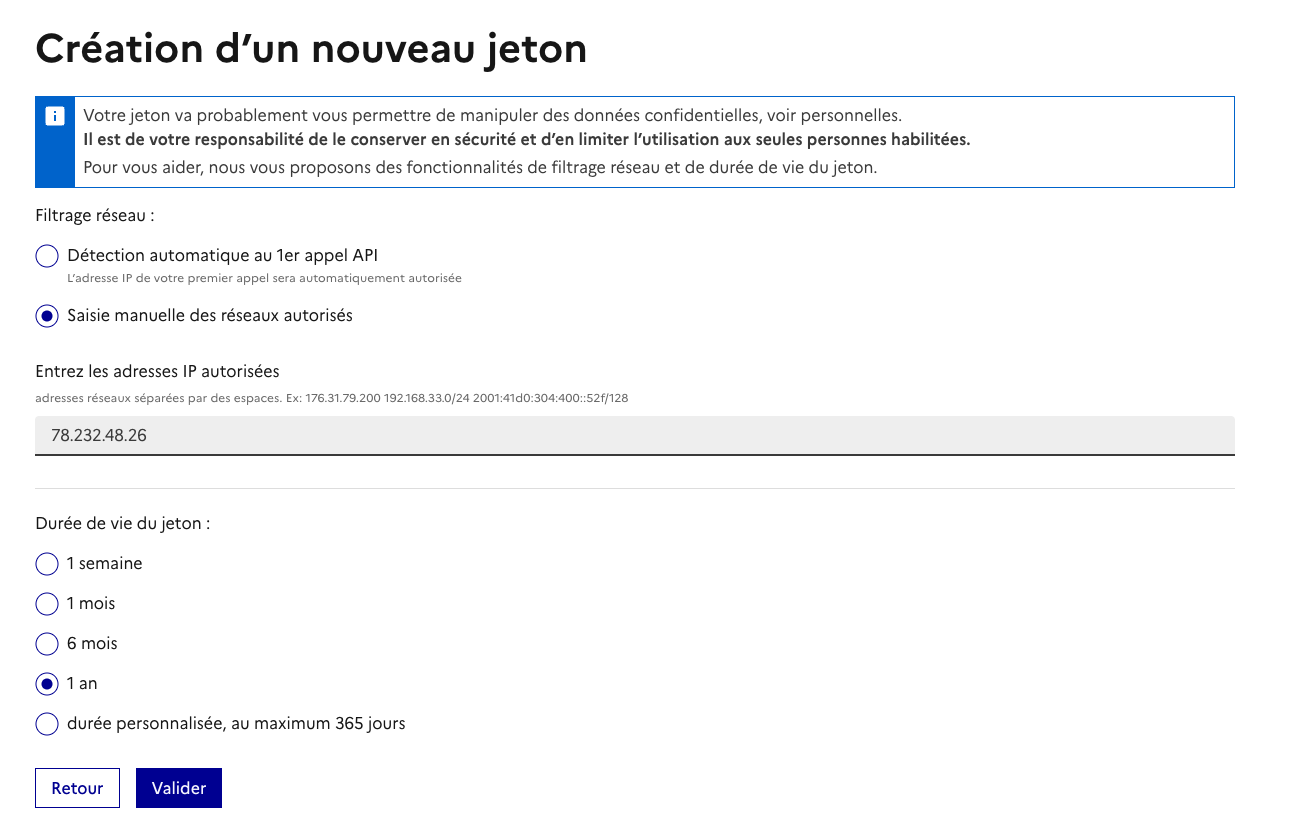 Création d’un nouveau jeton
Votre jeton va probablement vous permettre de manipuler des données confidentielles, voir personnelles.
Il est de votre responsabilité de le conserver en sécurité et d’en limiter l’utilisation aux seules personnes habilitées.
Pour vous aider, nous vous proposons des fonctionnalités de filtrage réseau et de durée de vie du jeton.
Filtrage réseau :
Détection automatique au 1er appel API
L’adresse IP de votre premier appel sera automatiquement autorisée
Saisie manuelle des réseaux autorisés
Entrez les adresses IP autorisées
adresses réseaux séparées par des espaces. Ex: 176.31.79.200 192.168.33.0/24 2001:41d0:304:400::52f/128
78.232.48.26
Durée de vie du jeton :
1 semaine
1 mois
6 mois
1 an
durée personnalisée, au maximum 365 jours
Retour Valider